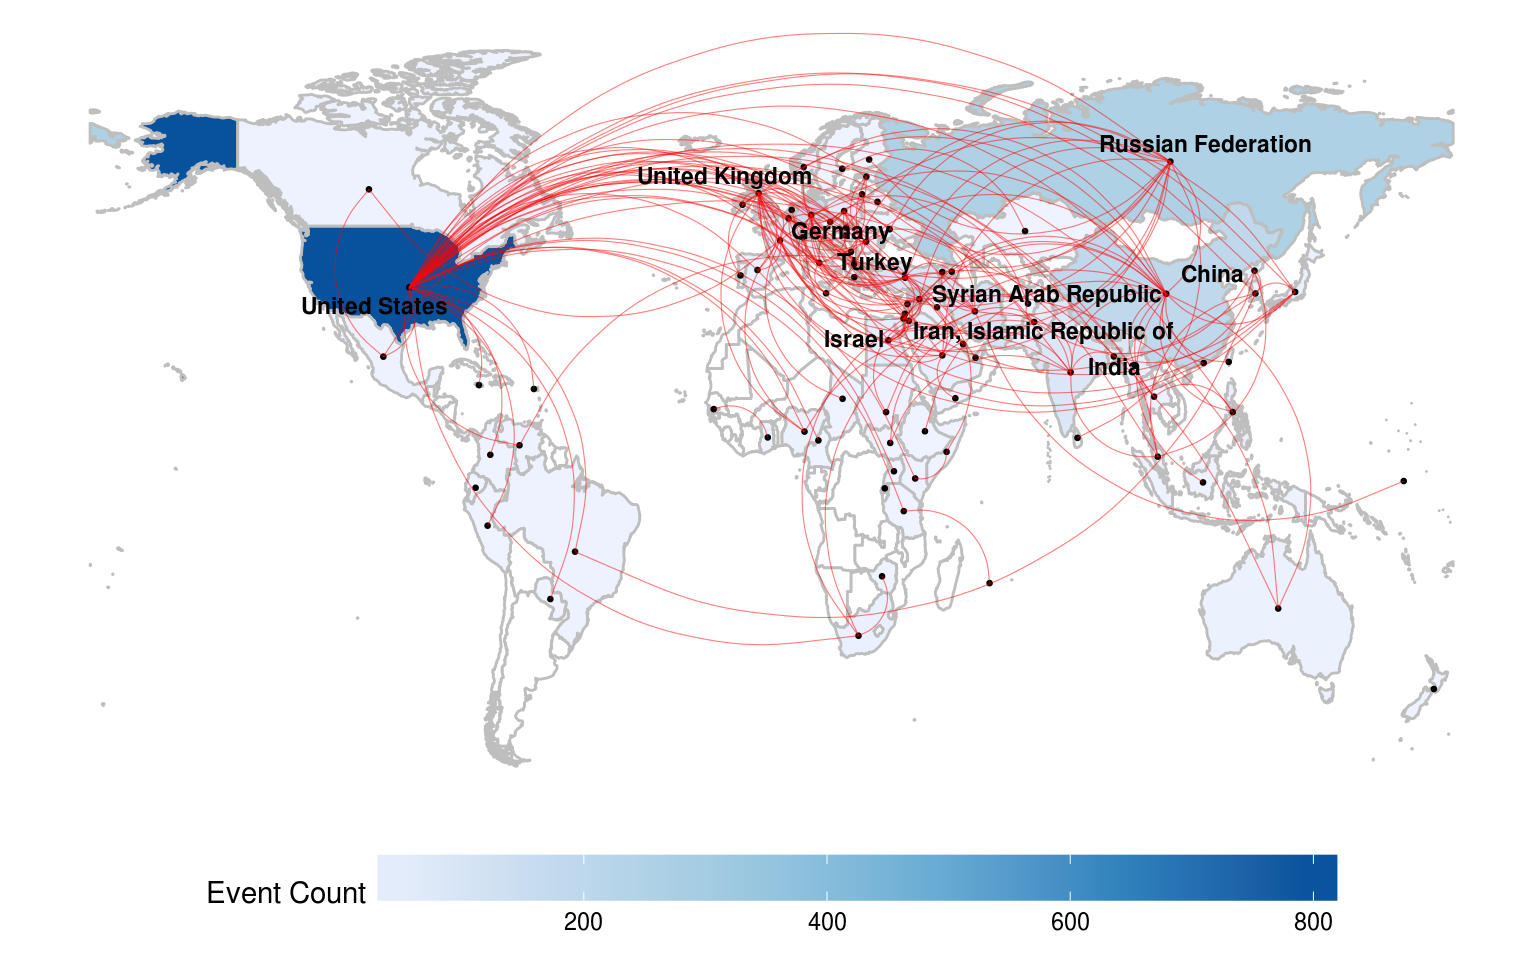 Russian Federation
United Kingdom
Germany
Turkey
China
Syrian Arab Republic
United States
Israel
Iran, Islamic Republic of
India
Event Count
200
400
600
800